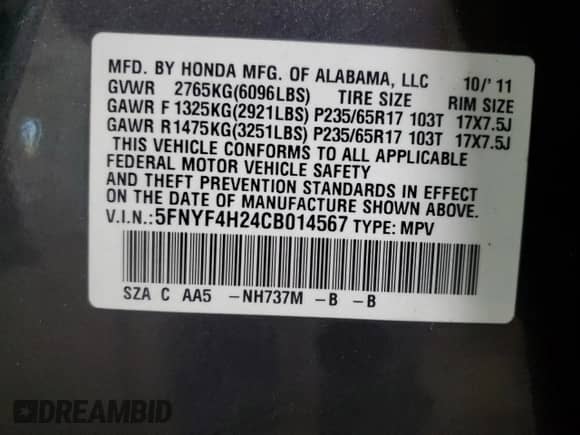 MFD. BY HONDA MFG. OF ALABAMA, LLC 10/'11
GVWR 2765KG(6096LBS) TIRE SIZE RIM SIZE
GAWR F1325KG(2921LBS) P235/65R17 103T 17X7.5J
GAWR R1475KG(3251LBS) P235/65R17 103T 17X7.5J
THIS VEHICLE CONFORMS TO ALL APPLICABLE
FEDERAL MOTOR VEHICLE SAFETY
AND THEFT PREVENTION STANDARDS IN EFFECT
ON THE DATE OF MANUFACTURE SHOWN ABOVE.
V.I.N.:5FNYF4H24CB014567 TYPE: MPV
SZA C AA5 -NH737M -B -B
DREAMBID